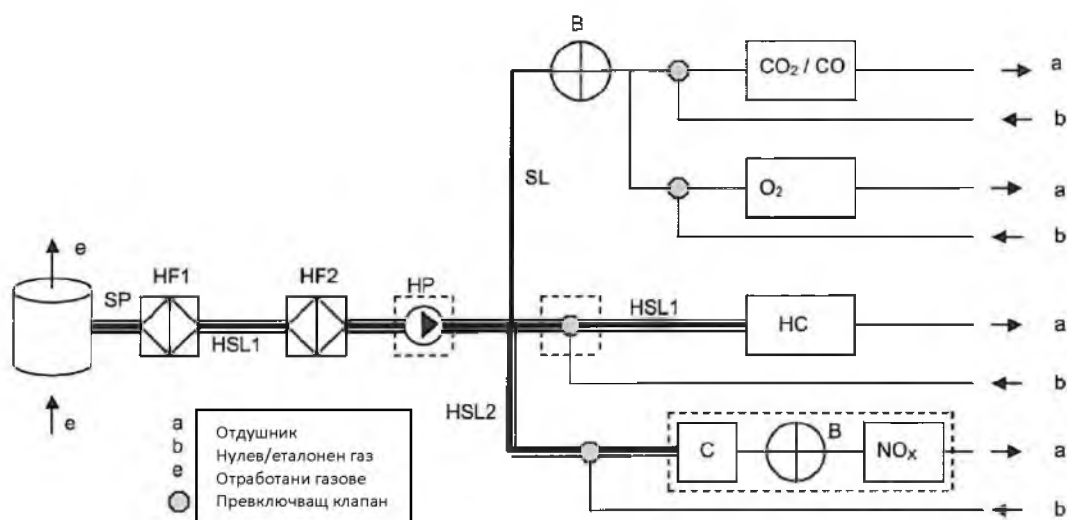 B
CO₂ / CO
a
b
SL
O₂
a
b
e
SP
HF1
HF2
HP
HSL1
HSL1
HC
a
b
HSL2
e
a Отдушник
b Нулев/еталонен газ
e Отработани газове
Превключващ клапан
C
B
NOₓ
a
b